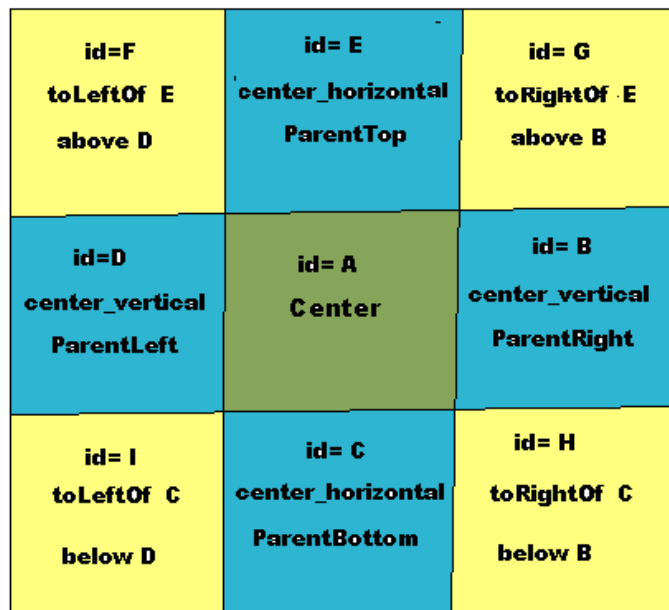 id=F
toLeftOf E
above D
id= E
center_horizontal
ParentTop
id= G
toRightOf E
above B
id=D
center_vertical
ParentLeft
id= A
Center
id= B
center_vertical
ParentRight
id= I
toLeftOf C
below D
id= C
center_horizontal
ParentBottom
id= H
toRightOf C
below B